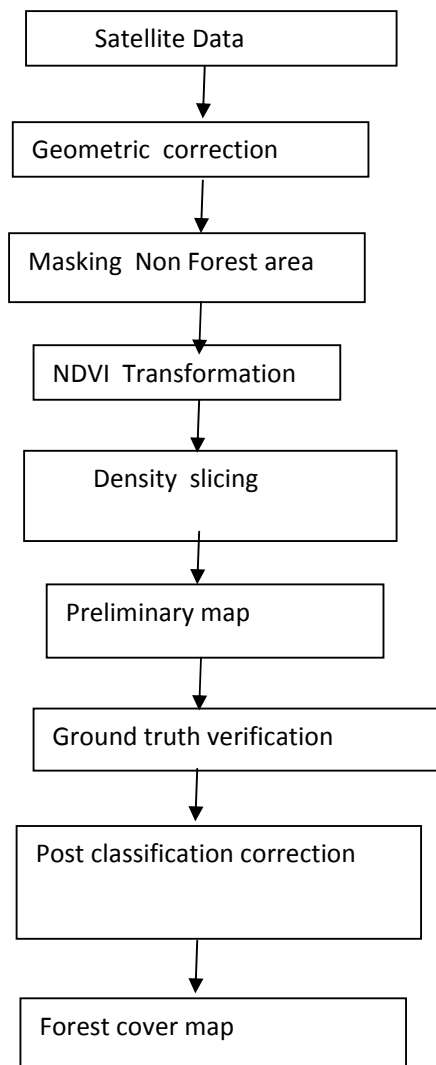 Satellite Data
Geometric correction
Masking Non Forest area
NDVI Transformation
Density slicing
Preliminary map
Ground truth verification
Post classification correction
Forest cover map